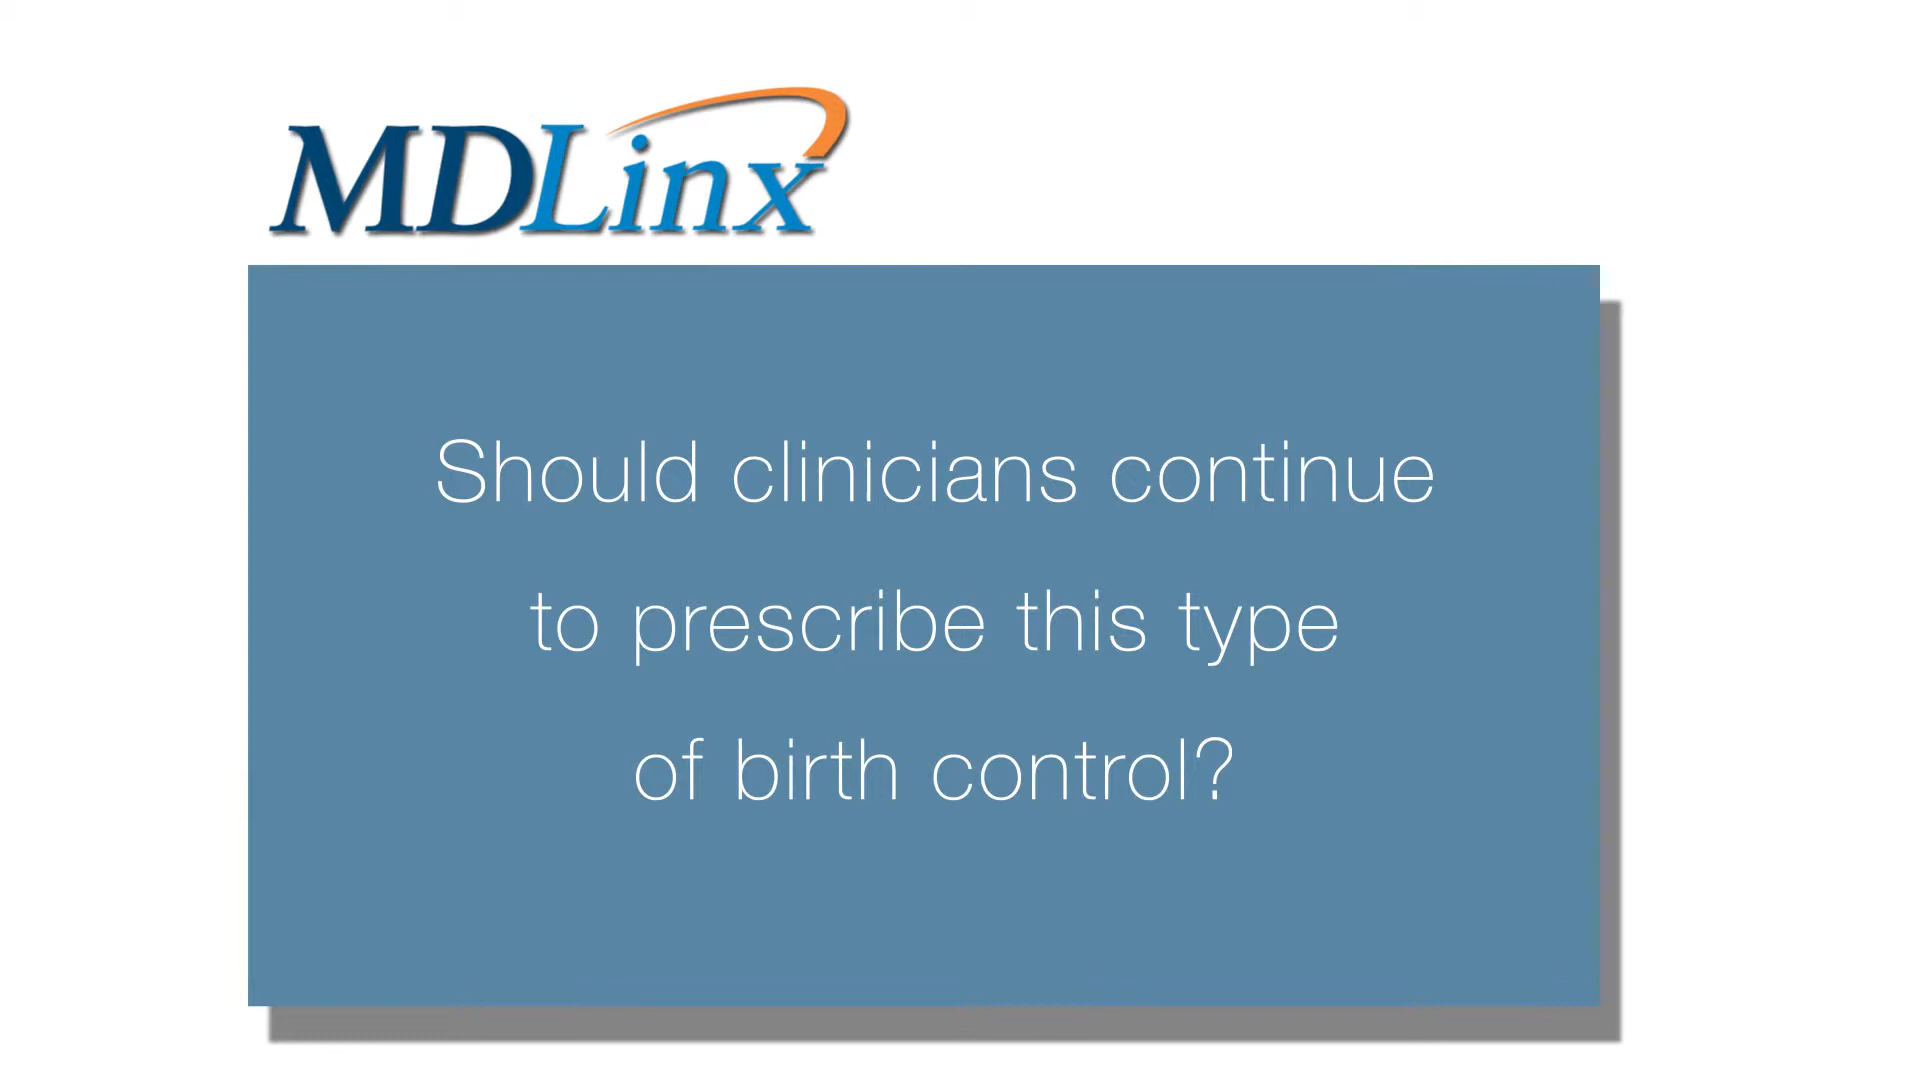 MDLinx
Should clinicians continue
to prescribe this type
of birth control?